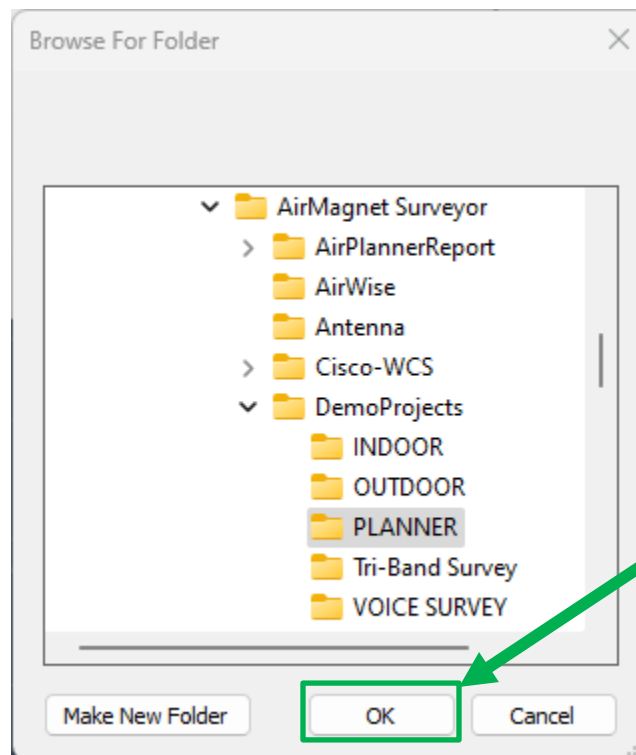 Browse For Folder
AirMagnet Surveyor
AirPlannerReport
AirWise
Antenna
Cisco-WCS
DemoProjects
INDOOR
OUTDOOR
PLANNER
Tri-Band Survey
VOICE SURVEY
Make New Folder
OK
Cancel